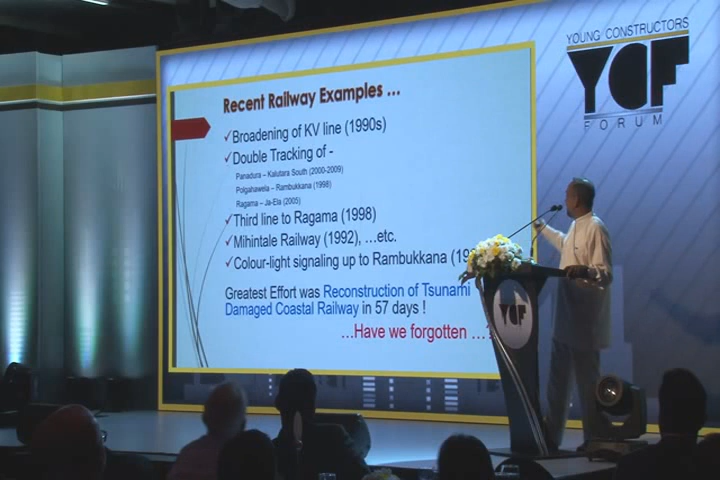 YOUNG CONSTRUCTORS
YCF
FORUM
Recent Railway Examples ...
✓Broadening of KV line (1990s)
✓Double Tracking of -
Panadura – Kalutara South (2000-2009)
Polgahawela – Rambukkana (1998)
Ragama – Ja-Ela (2005)
✓Third line to Ragama (1998)
✓Mihintale Railway (1992), …etc.
✓Colour-light signaling up to Rambukkana
Greatest Effort was Reconstruction of Tsunami
Damaged Coastal Railway in 57 days !
…Have we forgotten …
YCF